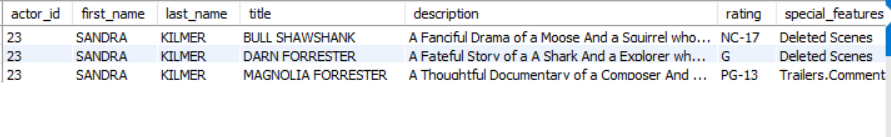 actor_id first_name last_name title description rating special_features
23 SANDRA KILMER BULL SHAWSHANK A Fanciful Drama of a Moose And a Squirrel who... NC-17 Deleted Scenes
23 SANDRA KILMER DARN FORRESTER A Fateful Story of a A Shark And a Explorer wh... G Deleted Scenes
23 SANDRA KILMER MAGNOLIA FORRESTER A Thoughtful Documentary of a Composer And ... PG-13 Trailers,Comment